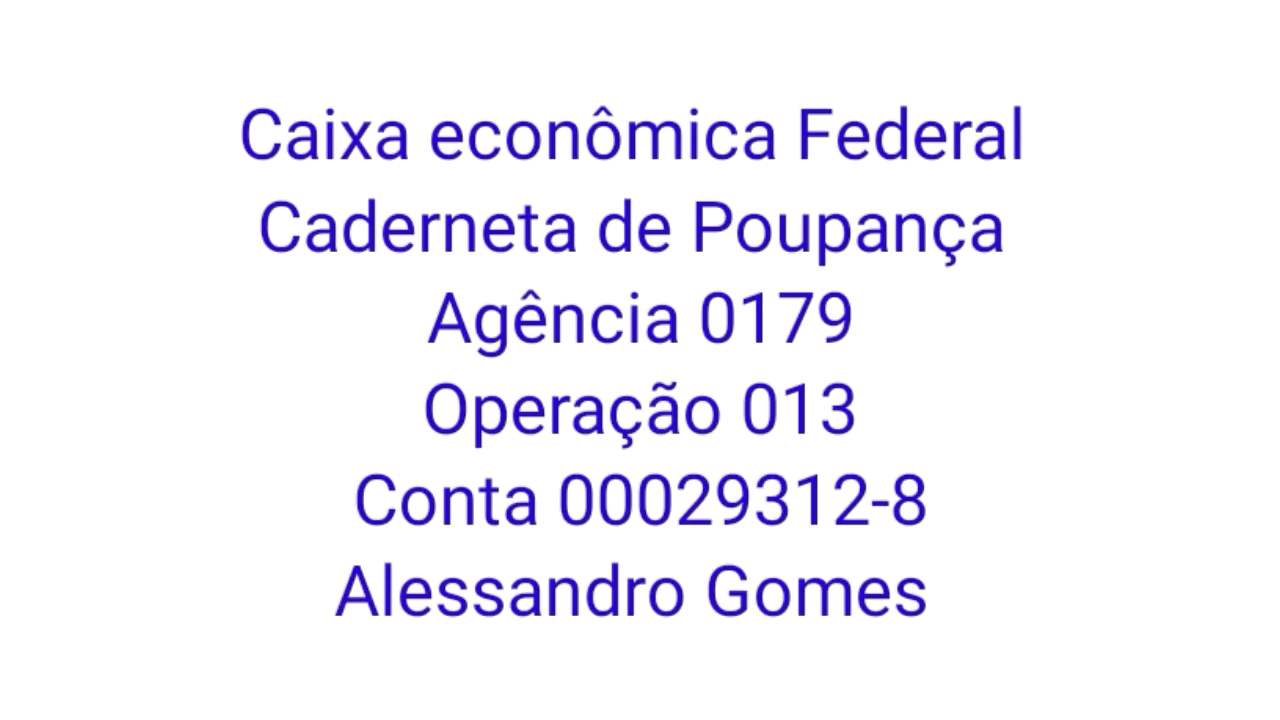 Caixa econômica Federal
Caderneta de Poupança
Agência 0179
Operação 013
Conta 00029312-8
Alessandro Gomes